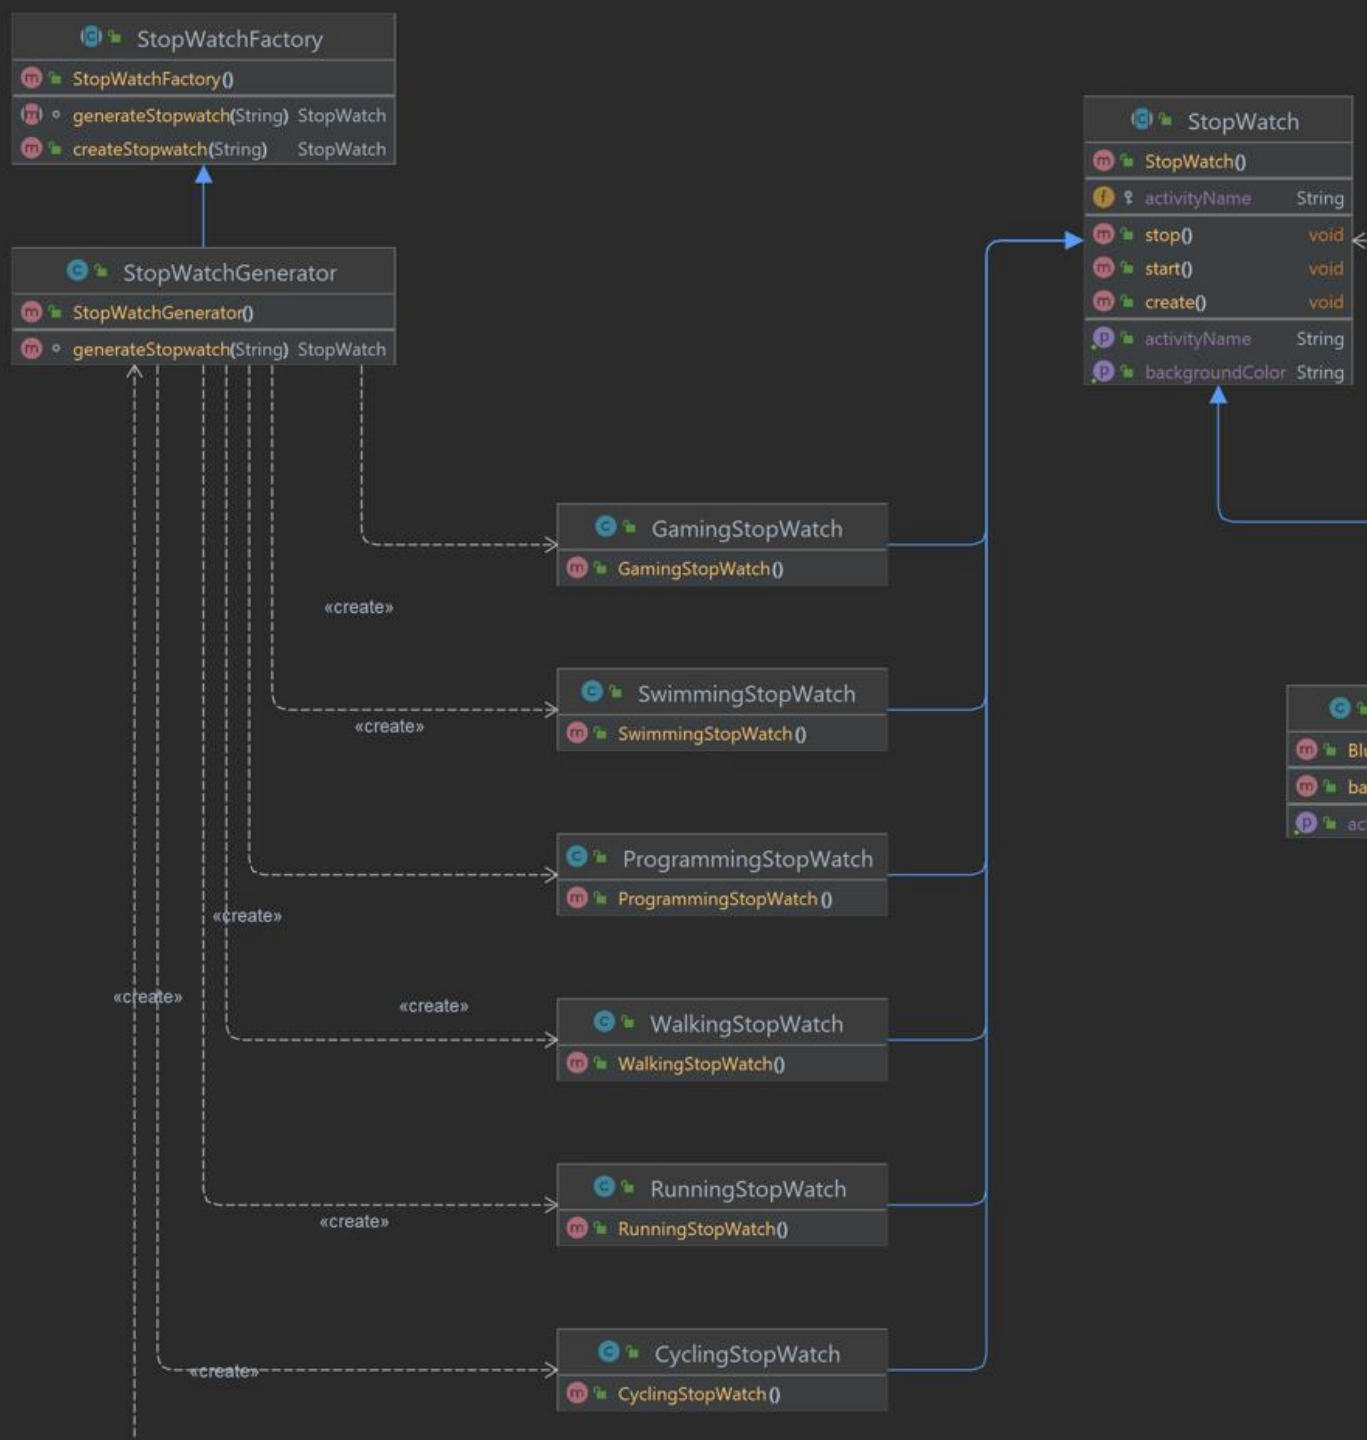 StopWatchFactory
StopWatchFactory()
generateStopwatch(String) StopWatch
createStopwatch(String) StopWatch
StopWatchGenerator
StopWatchGenerator()
generateStopwatch(String) StopWatch
StopWatch
StopWatch()
activityName String
stop() void
start() void
create() void
activityName String
backgroundColor String
GamingStopWatch
GamingStopWatch()
«create»
SwimmingStopWatch
SwimmingStopWatch()
«create»
ProgrammingStopWatch
ProgrammingStopWatch()
«create»
«create»
«create»
WalkingStopWatch
WalkingStopWatch()
RunningStopWatch
RunningStopWatch()
«create»
CyclingStopWatch
CyclingStopWatch()
«create»